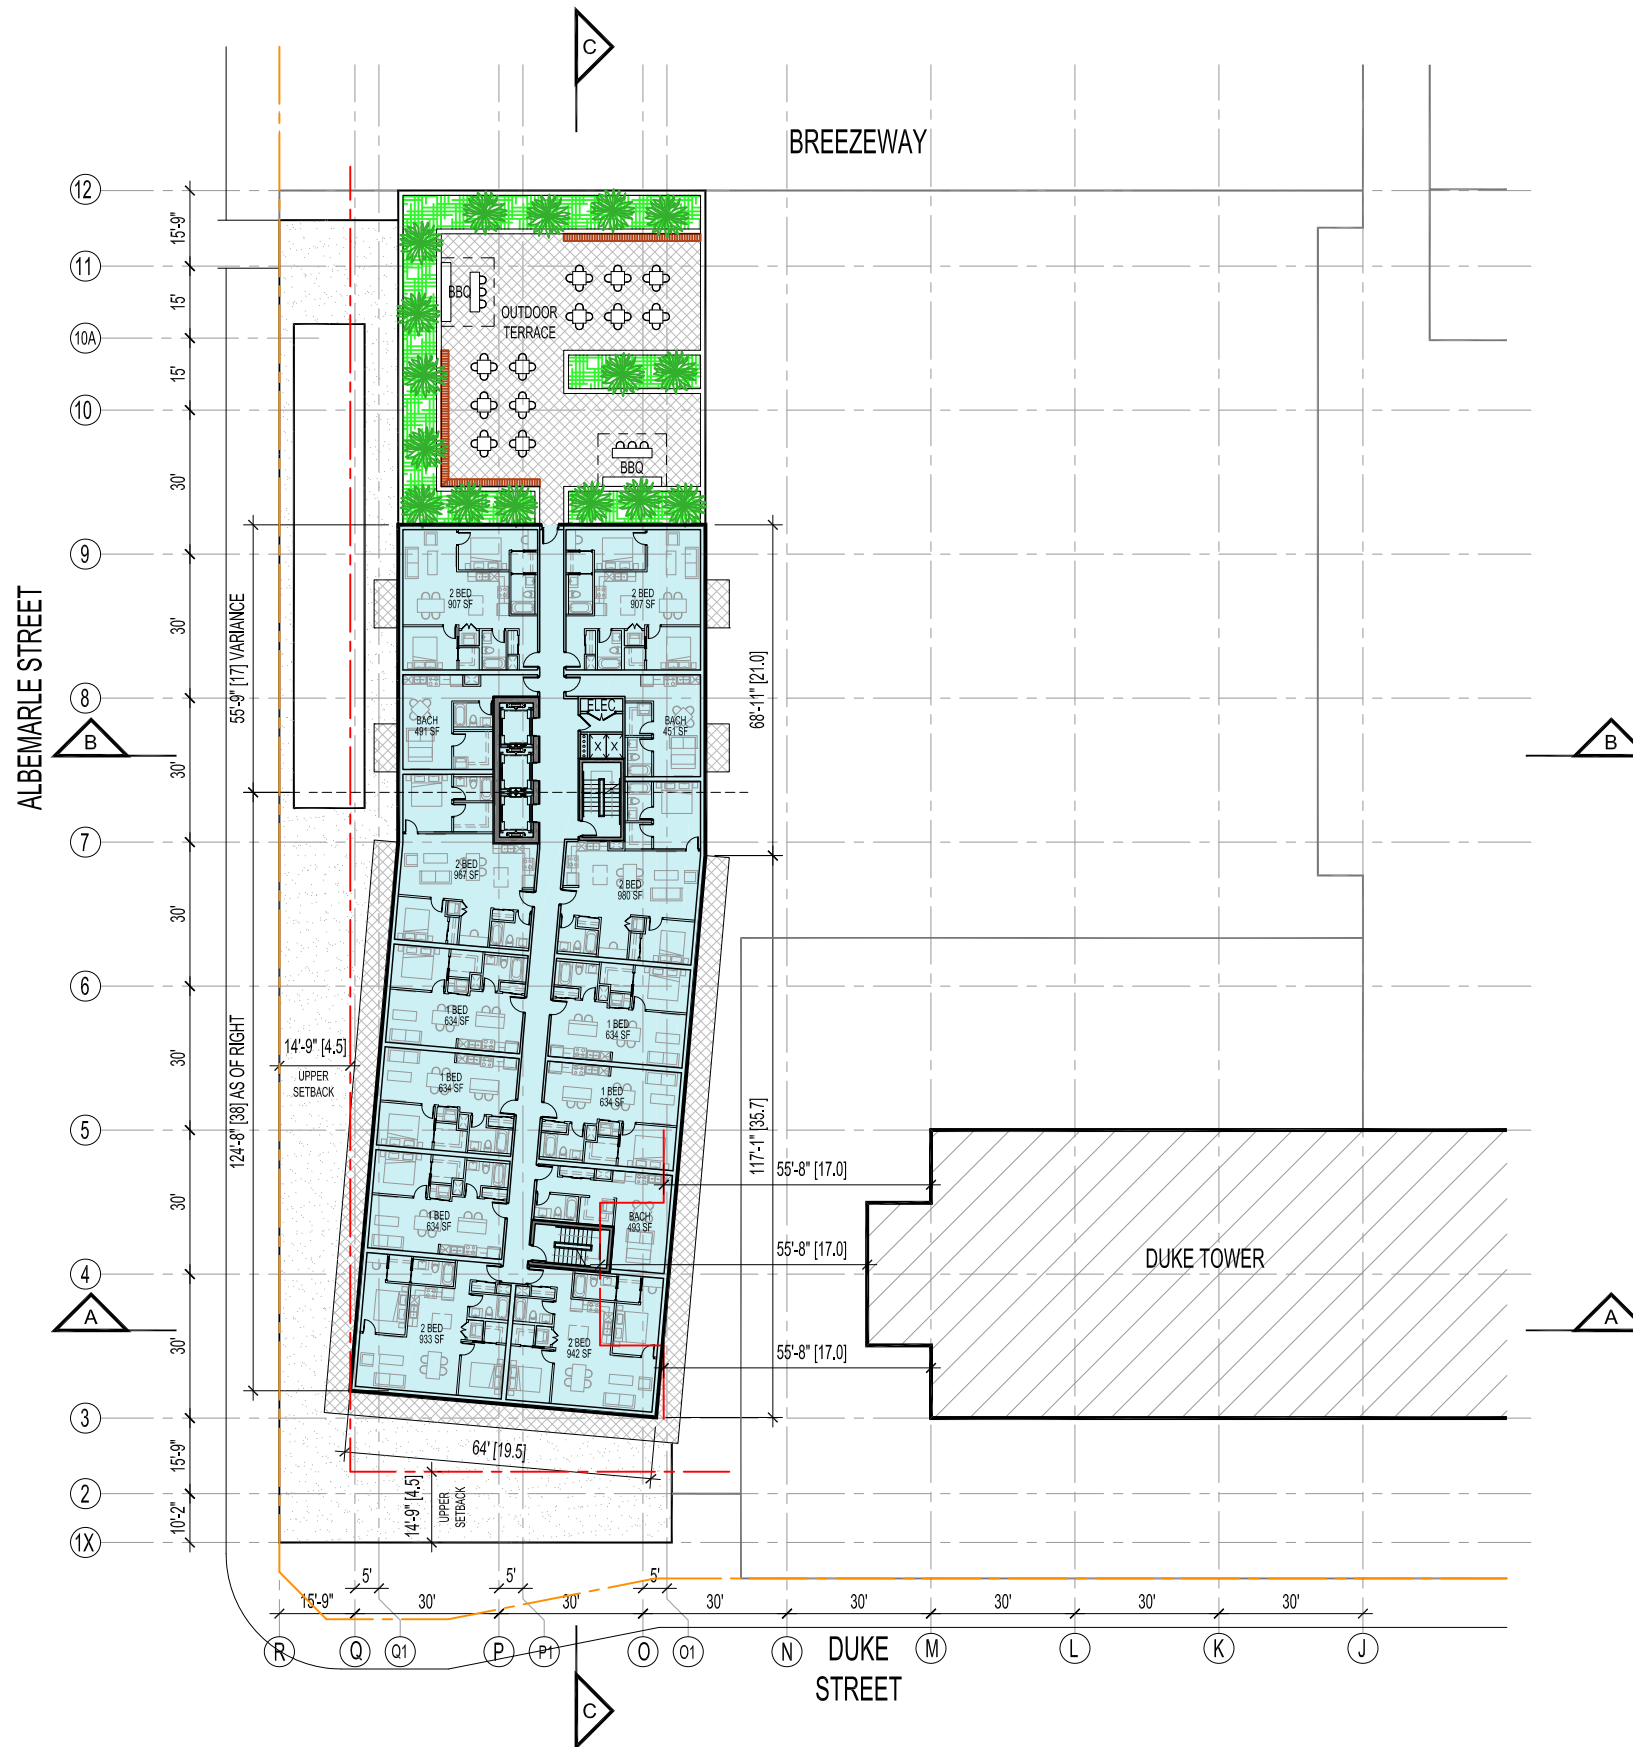 C
BREEZEWAY
12
15'-9"
11
15'
10A
15'
10
30'
9
30'
8
30'
7
30'
6
30'
5
30'
4
30'
3
15'-9"
2
10'-2"
1X
ALBEMARLE STREET
B
B
A
A
BBQ
OUTDOOR
TERRACE
BBQ
55'-9" [17] VARIANCE
68'-11" [21.0]
2 BED
907 SF
2 BED
907 SF
ELEC
BACH
491 SF
BACH
451 SF
X X
2 BED
967 SF
2 BED
980 SF
1 BED
634 SF
1 BED
634 SF
1 BED
634 SF
1 BED
634 SF
124'-8" [38] AS OF RIGHT
14'-9" [4.5]
UPPER
SETBACK
117'-1" [35.7]
1 BED
634 SF
BACH
493 SF
2 BED
933 SF
2 BED
942 SF
55'-8" [17.0]
55'-8" [17.0]
55'-8" [17.0]
DUKE TOWER
64' [19.5]
14'-9" [4.5]
UPPER
SETBACK
5'
5'
5'
15'-9"
30'
30'
30'
30'
30'
30'
30'
R
Q
Q1
P
P1
O
O1
N
M
L
K
J
DUKE
STREET
C